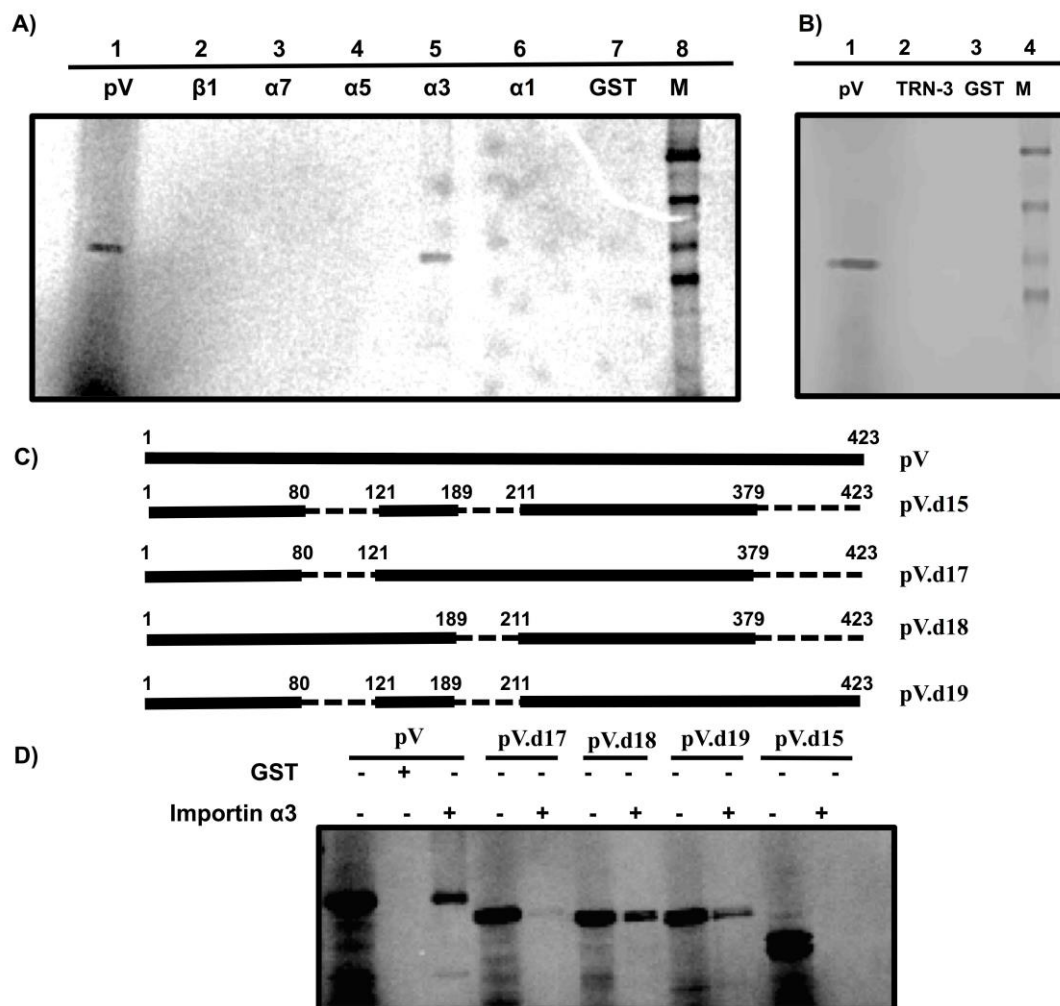 A)
1 2 3 4 5 6 7 8
pV β1 α7 α5 α3 α1 GST M
B)
1 2 3 4
pV TRN-3 GST M
C)
1 423
pV
1 80 121 189 211 379 423
pV.d15
1 80 121 379 423
pV.d17
1 189 211 379 423
pV.d18
1 80 121 189 211 423
pV.d19
D)
pV pV.d17 pV.d18 pV.d19 pV.d15
GST - + - - - - - - - - -
Importin α3 - - + - + - + - + - +